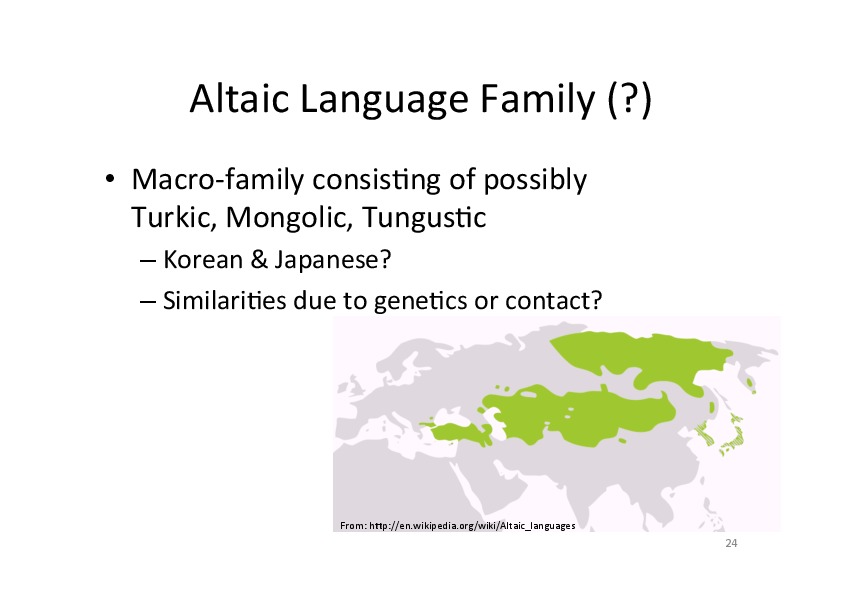 Altaic Language Family (?)
• Macro-family consisting of possibly
Turkic, Mongolic, Tungustic
– Korean & Japanese?
– Similarities due to genetics or contact?
From: http://en.wikipedia.org/wiki/Altaic_languages
24